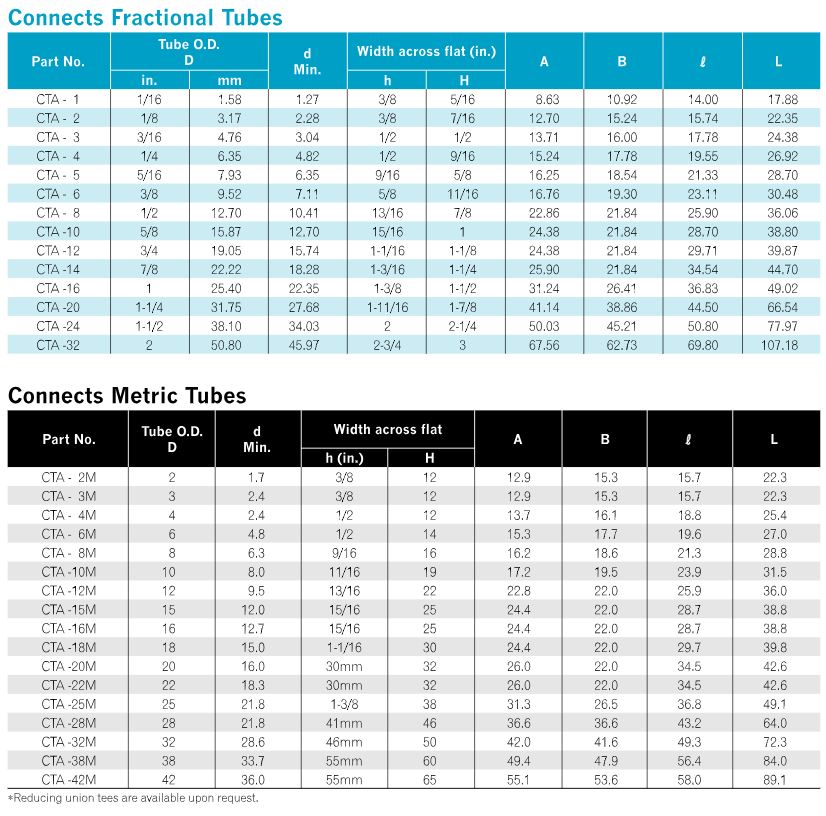 Connects Fractional Tubes
Part No. Tube O.D. D d Min. Width across flat (in.) A B ℓ L
in. mm h H
CTA - 1 1/16 1.58 1.27 3/8 5/16 8.63 10.92 14.00 17.88
CTA - 2 1/8 3.17 2.28 3/8 7/16 12.70 15.24 15.74 22.35
CTA - 3 3/16 4.76 3.04 1/2 1/2 13.71 16.00 17.78 24.38
CTA - 4 1/4 6.35 4.82 1/2 9/16 15.24 17.78 19.55 26.92
CTA - 5 5/16 7.93 6.35 9/16 5/8 16.25 18.54 21.33 28.70
CTA - 6 3/8 9.52 7.11 5/8 11/16 16.76 19.30 23.11 30.48
CTA - 8 1/2 12.70 10.41 13/16 7/8 22.86 21.84 25.90 36.06
CTA -10 5/8 15.87 12.70 15/16 1 24.38 21.84 28.70 38.80
CTA -12 3/4 19.05 15.74 1-1/16 1-1/8 24.38 21.84 29.71 39.87
CTA -14 7/8 22.22 18.28 1-3/16 1-1/4 25.90 21.84 34.54 44.70
CTA -16 1 25.40 22.35 1-3/8 1-1/2 31.24 26.41 36.83 49.02
CTA -20 1-1/4 31.75 27.68 1-11/16 1-7/8 41.14 38.86 44.50 66.54
CTA -24 1-1/2 38.10 34.03 2 2-1/4 50.03 45.21 50.80 77.97
CTA -32 2 50.80 45.97 2-3/4 3 67.56 62.73 69.80 107.18
Connects Metric Tubes
Part No. Tube O.D. D d Min. Width across flat A B ℓ L
h (in.) H
CTA - 2M 2 1.7 3/8 12 12.9 15.3 15.7 22.3
CTA - 3M 3 2.4 3/8 12 12.9 15.3 15.7 22.3
CTA - 4M 4 2.4 1/2 12 13.7 16.1 18.8 25.4
CTA - 6M 6 4.8 1/2 14 15.3 17.7 19.6 27.0
CTA - 8M 8 6.3 9/16 16 16.2 18.6 21.3 28.8
CTA -10M 10 8.0 11/16 19 17.2 19.5 23.9 31.5
CTA -12M 12 9.5 13/16 22 22.8 22.0 25.9 36.0
CTA -15M 15 12.0 15/16 25 24.4 22.0 28.7 38.8
CTA -16M 16 12.7 15/16 25 24.4 22.0 28.7 38.8
CTA -18M 18 15.0 1-1/16 30 24.4 22.0 29.7 39.8
CTA -20M 20 16.0 30mm 32 26.0 22.0 34.5 42.6
CTA -22M 22 18.3 30mm 32 26.0 22.0 34.5 42.6
CTA -25M 25 21.8 1-3/8 38 31.3 26.5 36.8 49.1
CTA -28M 28 21.8 41mm 46 36.6 36.6 43.2 64.0
CTA -32M 32 28.6 46mm 50 42.0 41.6 49.3 72.3
CTA -38M 38 33.7 55mm 60 49.4 47.9 56.4 84.0
CTA -42M 42 36.0 55mm 65 55.1 53.6 58.0 89.1
*Reducing union tees are available upon request.